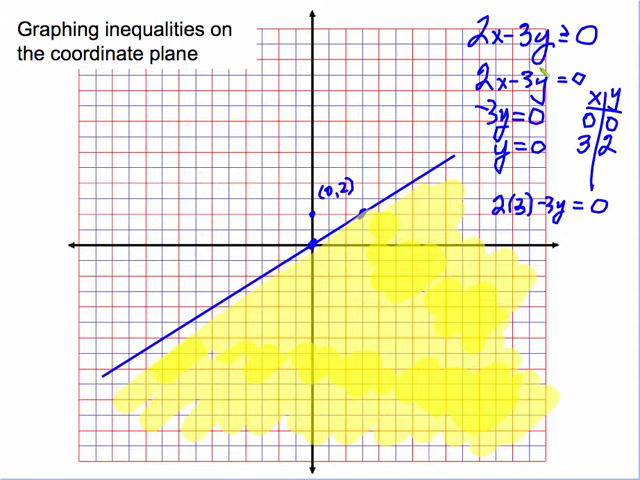 Graphing inequalities on
the coordinate plane
2x-3y≥0
2x-3y=0
-3y=0
y=0
x y
0 0
3 2
(0,2)
2(3)-3y=0